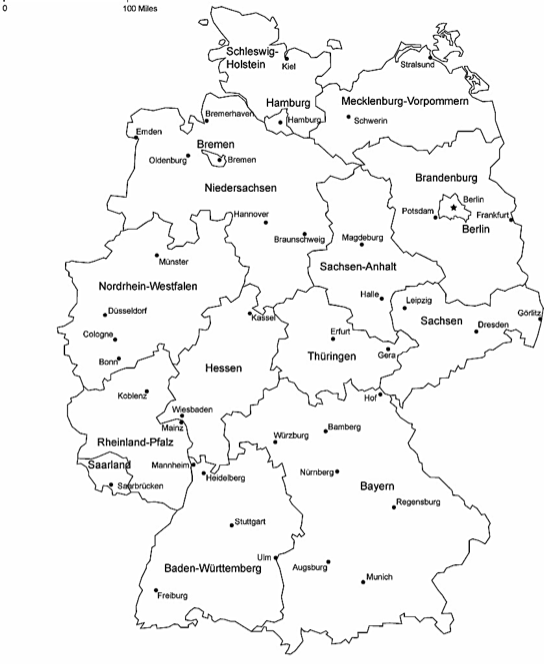 0
100 Miles
Schleswig-
Holstein
Kiel
Stralsund
Hamburg
Hamburg
Mecklenburg-Vorpommern
Schwerin
Bremerhaven
Emden
Bremen
Oldenburg
Bremen
Niedersachsen
Brandenburg
Berlin
Potsdam
Frankfurt
Berlin
Hannover
Braunschweig
Magdeburg
Sachsen-Anhalt
Münster
Nordrhein-Westfalen
Halle
Leipzig
Sachsen
Görlitz
Dresden
Düsseldorf
Cologne
Bonn
Kassel
Erfurt
Thüringen
Gera
Hessen
Hof
Koblenz
Wiesbaden
Mainz
Rheinland-Pfalz
Saarland
Saarbrücken
Mannheim
Heidelberg
Würzburg
Bamberg
Nürnberg
Bayern
Regensburg
Stuttgart
Ulm
Augsburg
Munich
Baden-Württemberg
Freiburg